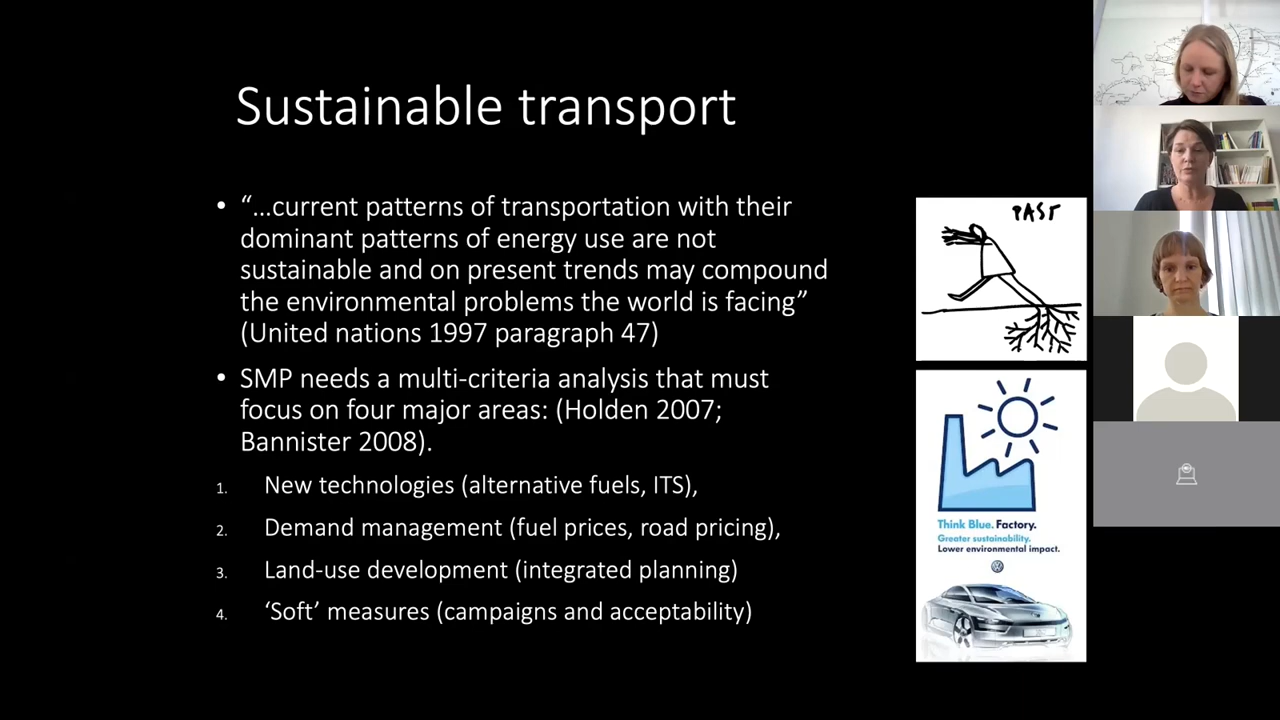 Sustainable transport
• “…current patterns of transportation with their
dominant patterns of energy use are not
sustainable and on present trends may compound
the environmental problems the world is facing”
(United nations 1997 paragraph 47)
• SMP needs a multi-criteria analysis that must
focus on four major areas: (Holden 2007;
Bannister 2008).
1. New technologies (alternative fuels, ITS),
2. Demand management (fuel prices, road pricing),
3. Land-use development (integrated planning)
4. ‘Soft’ measures (campaigns and acceptability)
PAST
Think Blue. Factory.
Greater sustainability.
Lower environmental impact.